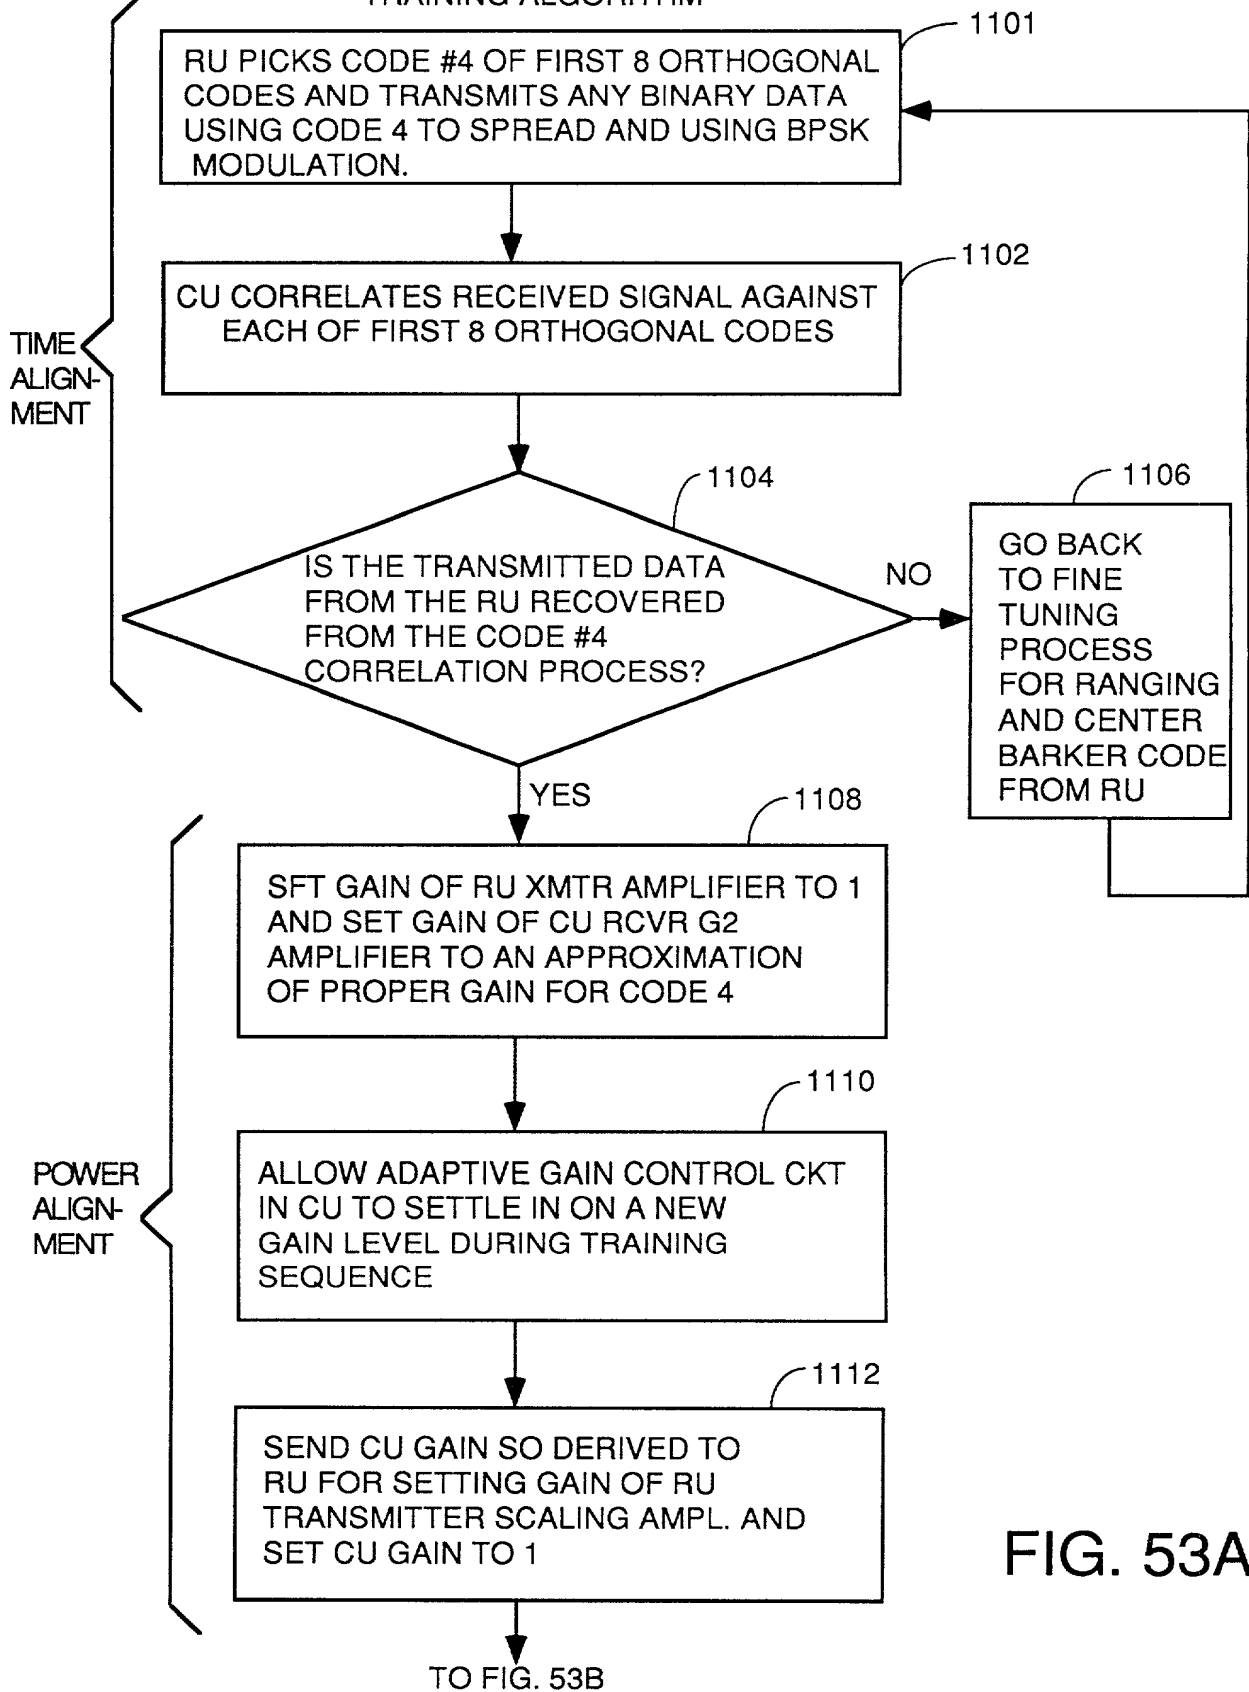 TRAINING ALGORITHM
1101
RU PICKS CODE #4 OF FIRST 8 ORTHOGONAL
CODES AND TRANSMITS ANY BINARY DATA
USING CODE 4 TO SPREAD AND USING BPSK
MODULATION.
1102
CU CORRELATES RECEIVED SIGNAL AGAINST
EACH OF FIRST 8 ORTHOGONAL CODES
TIME
ALIGN-
MENT
1104
IS THE TRANSMITTED DATA
FROM THE RU RECOVERED
FROM THE CODE #4
CORRELATION PROCESS?
NO
1106
GO BACK
TO FINE
TUNING
PROCESS
FOR RANGING
AND CENTER
BARKER CODE
FROM RU
YES
1108
SFT GAIN OF RU XMTR AMPLIFIER TO 1
AND SET GAIN OF CU RCVR G2
AMPLIFIER TO AN APPROXIMATION
OF PROPER GAIN FOR CODE 4
1110
ALLOW ADAPTIVE GAIN CONTROL CKT
IN CU TO SETTLE IN ON A NEW
GAIN LEVEL DURING TRAINING
SEQUENCE
POWER
ALIGN-
MENT
1112
SEND CU GAIN SO DERIVED TO
RU FOR SETTING GAIN OF RU
TRANSMITTER SCALING AMPL. AND
SET CU GAIN TO 1
FIG. 53A
TO FIG. 53B